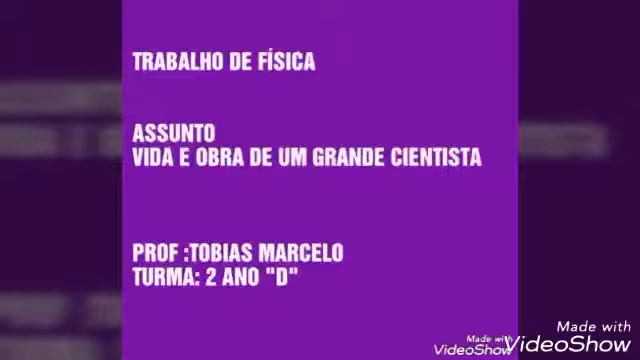 TRABALHO DE FÍSICA
ASSUNTO
VIDA E OBRA DE UM GRANDE CIENTISTA
PROF :TOBIAS MARCELO
TURMA: 2 ANO "D"
Made with
VideoShow
Made with
VideoShow